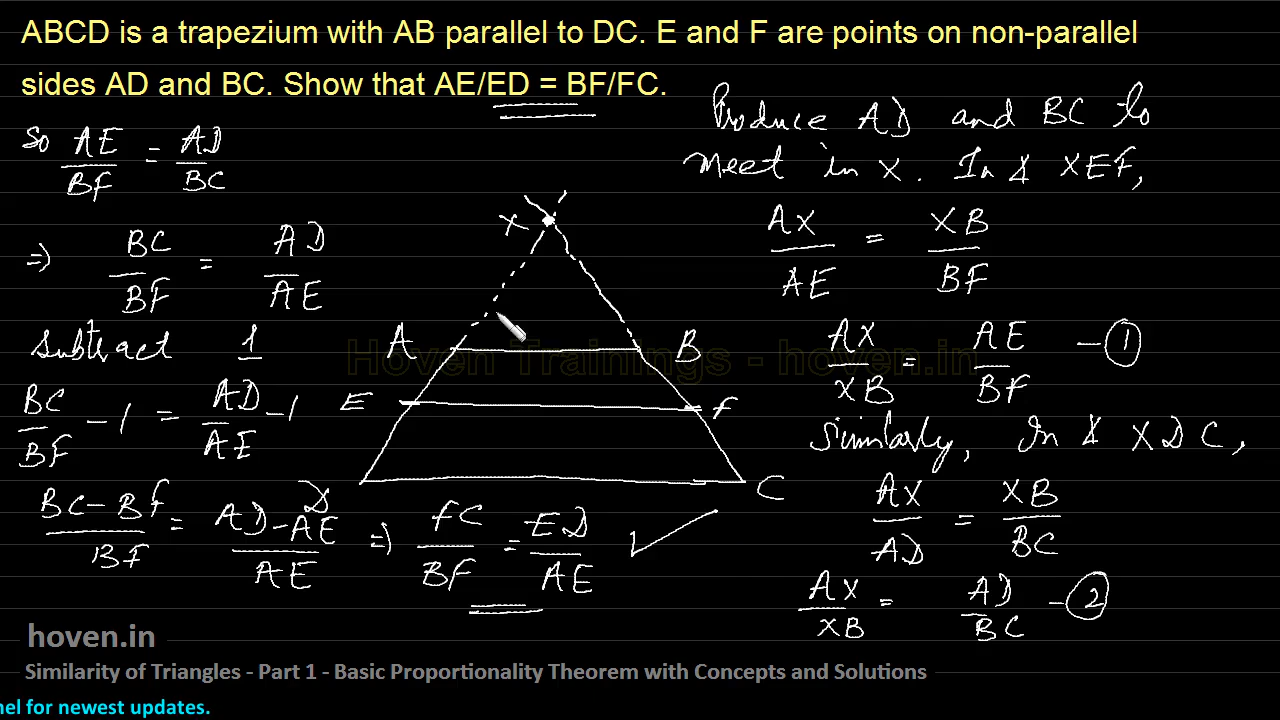 ABCD is a trapezium with AB parallel to DC. E and F are points on non-parallel
sides AD and BC. Show that AE/ED = BF/FC.
Produce AD and BC to
meet in X. In Δ XEF,
AX/AE = XB/BF
AX/XB = AE/BF — ①
Similarly, In Δ XDC,
AX/AD = XB/BC
AX/XB = AD/BC — ②
So AE/BF = AD/BC
⇒ BC/BF = AD/AE
Subtract 1
BC/BF - 1 = AD/AE - 1
BC - BF/BF = AD - AE/AE ⇒ FC/BF = ED/AE
X
A
B
E
F
D
C
Hoven Trainings - hoven.in
hoven.in
Similarity of Triangles - Part 1 - Basic Proportionality Theorem with Concepts and Solutions
nel for newest updates.